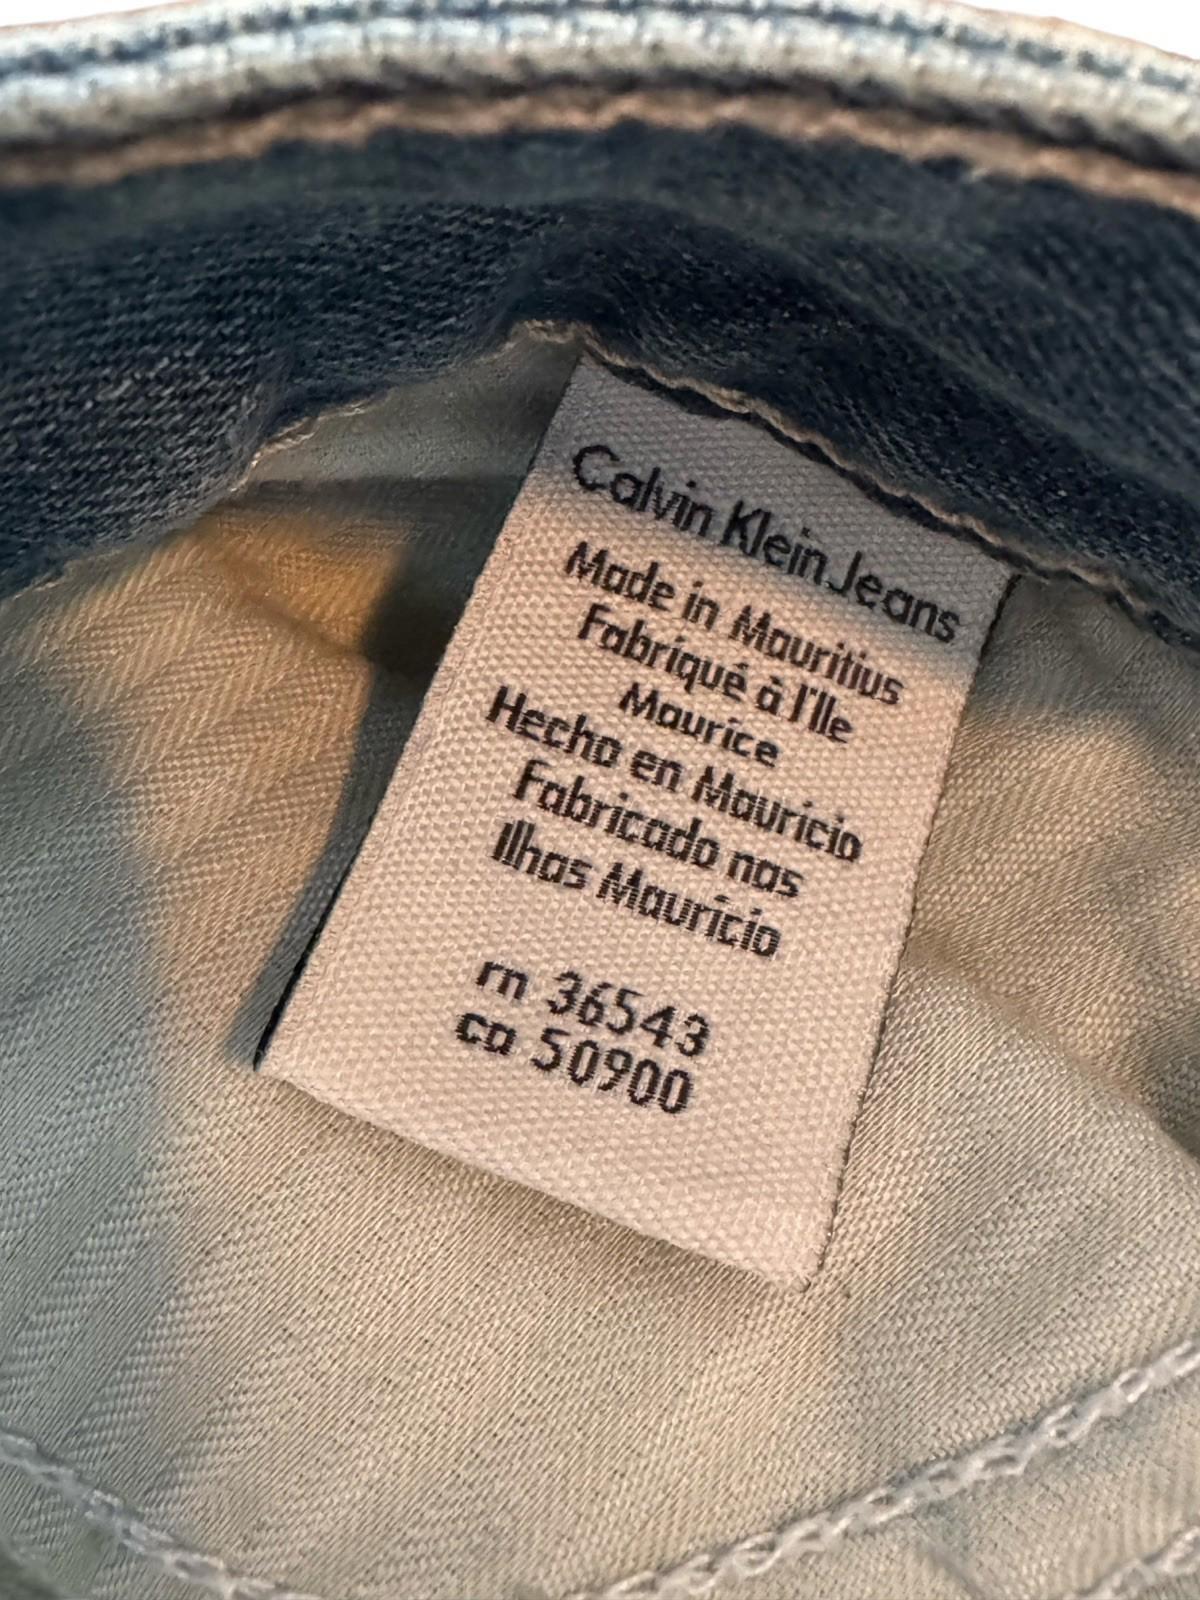 Calvin Klein Jeans
Made in Mauritius
Fabriqué à l'Ile
Maurice
Hecho en Mauricio
Fabricado nas
Ilhas Mauricio
rn 36543
ca 50900